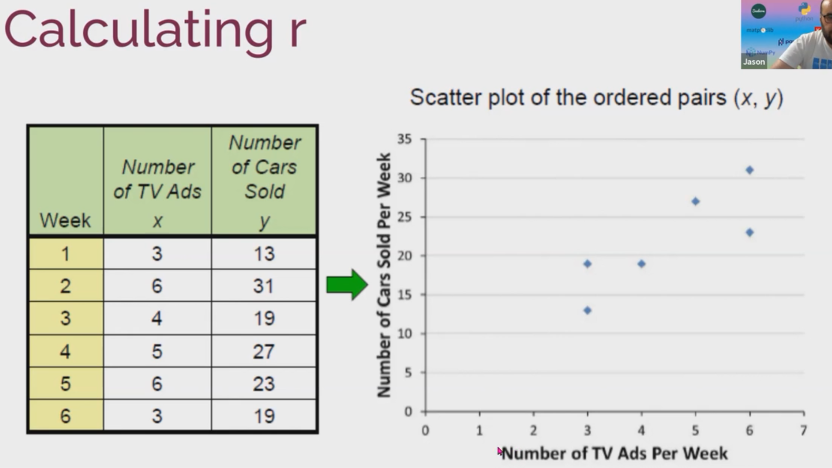 Calculating r
Jason
Scatter plot of the ordered pairs (x, y)
Number
Number of Cars
of TV Ads Sold
Week x y
1 3 13
2 6 31
3 4 19
4 5 27
5 6 23
6 3 19
Number of Cars Sold Per Week
35
30
25
20
15
10
5
0
0 1 2 3 4 5 6 7
Number of TV Ads Per Week